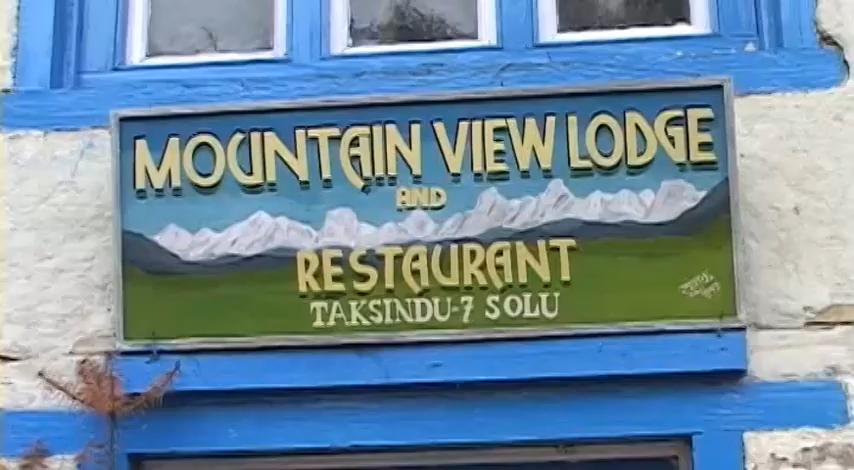 MOUNTAIN VIEW LODGE
AND
RESTAURANT
TAKSINDU-7 SOLU